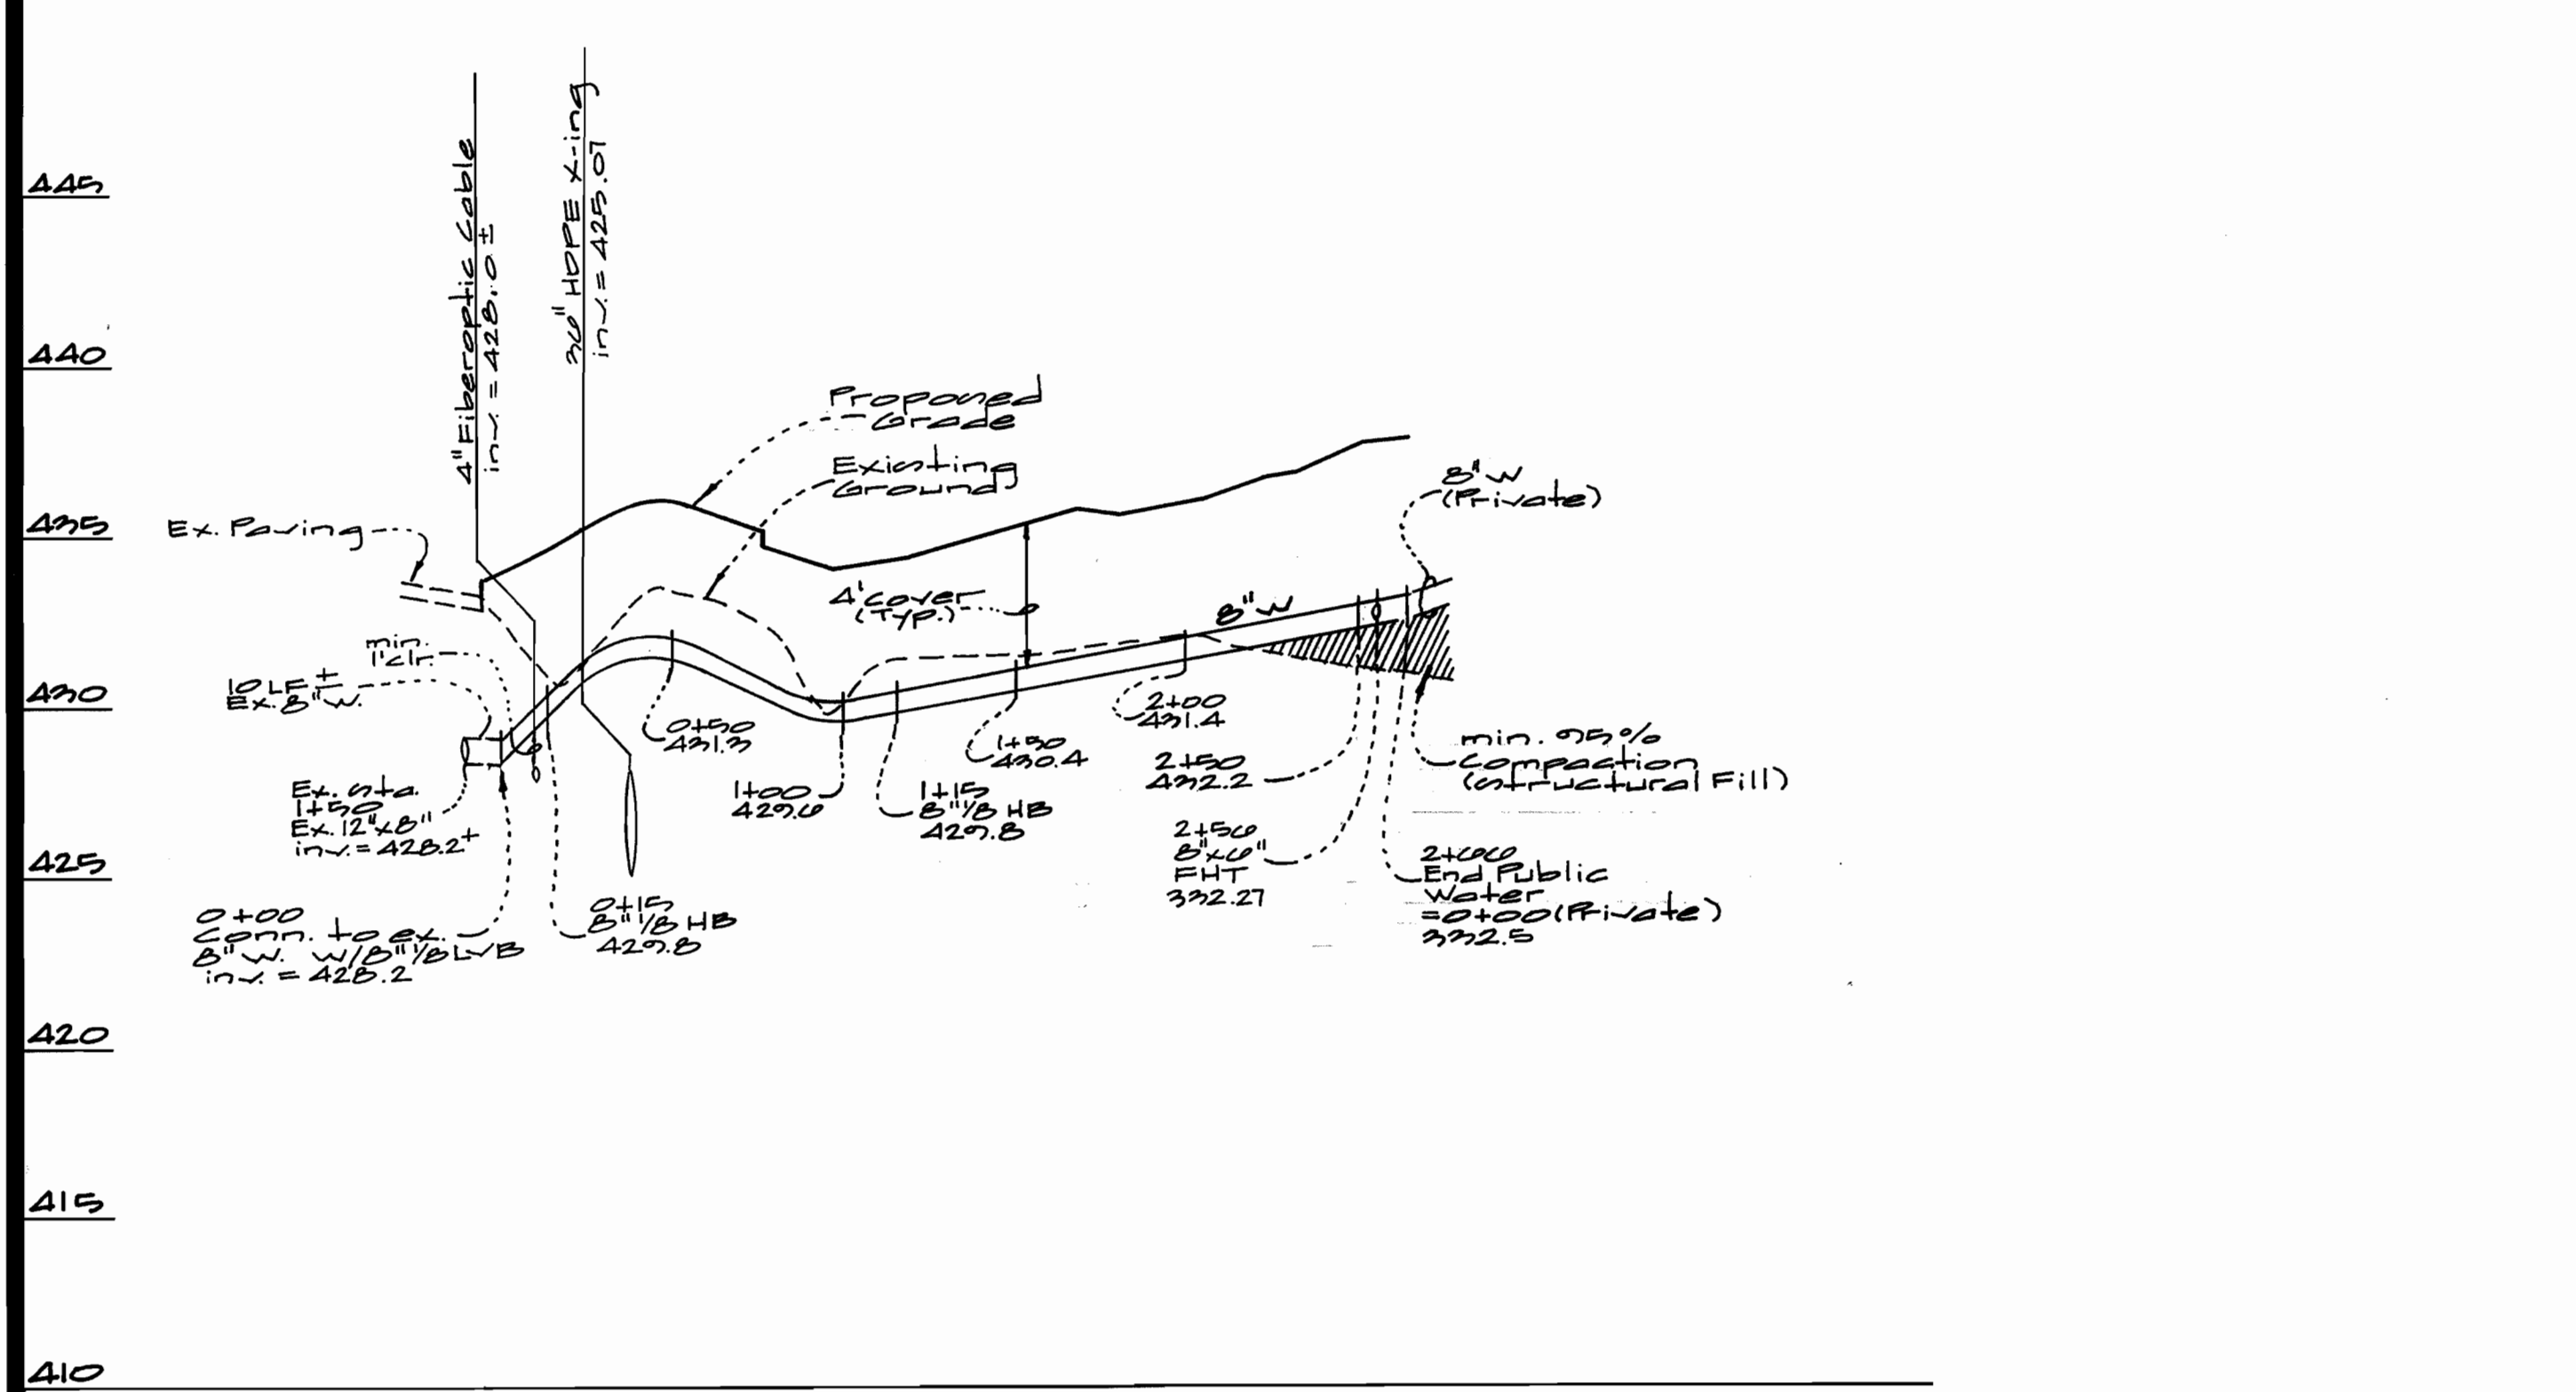 445
440
435
430
425
420
415
410
4" Fiberoptic Cable
inv. = 428.0 ±
36" HDPE X-ing
inv. = 425.07
Proposed
Grade
Existing
Ground
Ex. Paving
8" W
(Private)
4' cover
(Typ.)
8" W
min.
1' clr.
10 LF ±
Ex. 8" W.
Ex. sta.
1+50
Ex. 12" x 8"
inv. = 428.2±
0+00
Conn. to ex.
8" W. W/8" 1/8 LVB
inv. = 428.2
0+15
8" 1/8 HB
429.8
0+50
431.3
1+00
429.6
1+15
8" 1/8 HB
429.8
1+50
430.4
2+00
431.4
2+50
432.2
2+56
8" x 6"
FHT
332.27
2+66
End Public
Water
=0+00 (Private)
332.5
min. 95%
Compaction
(Structural Fill)